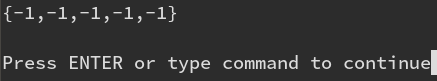 {-1,-1,-1,-1,-1}
Press ENTER or type command to continue